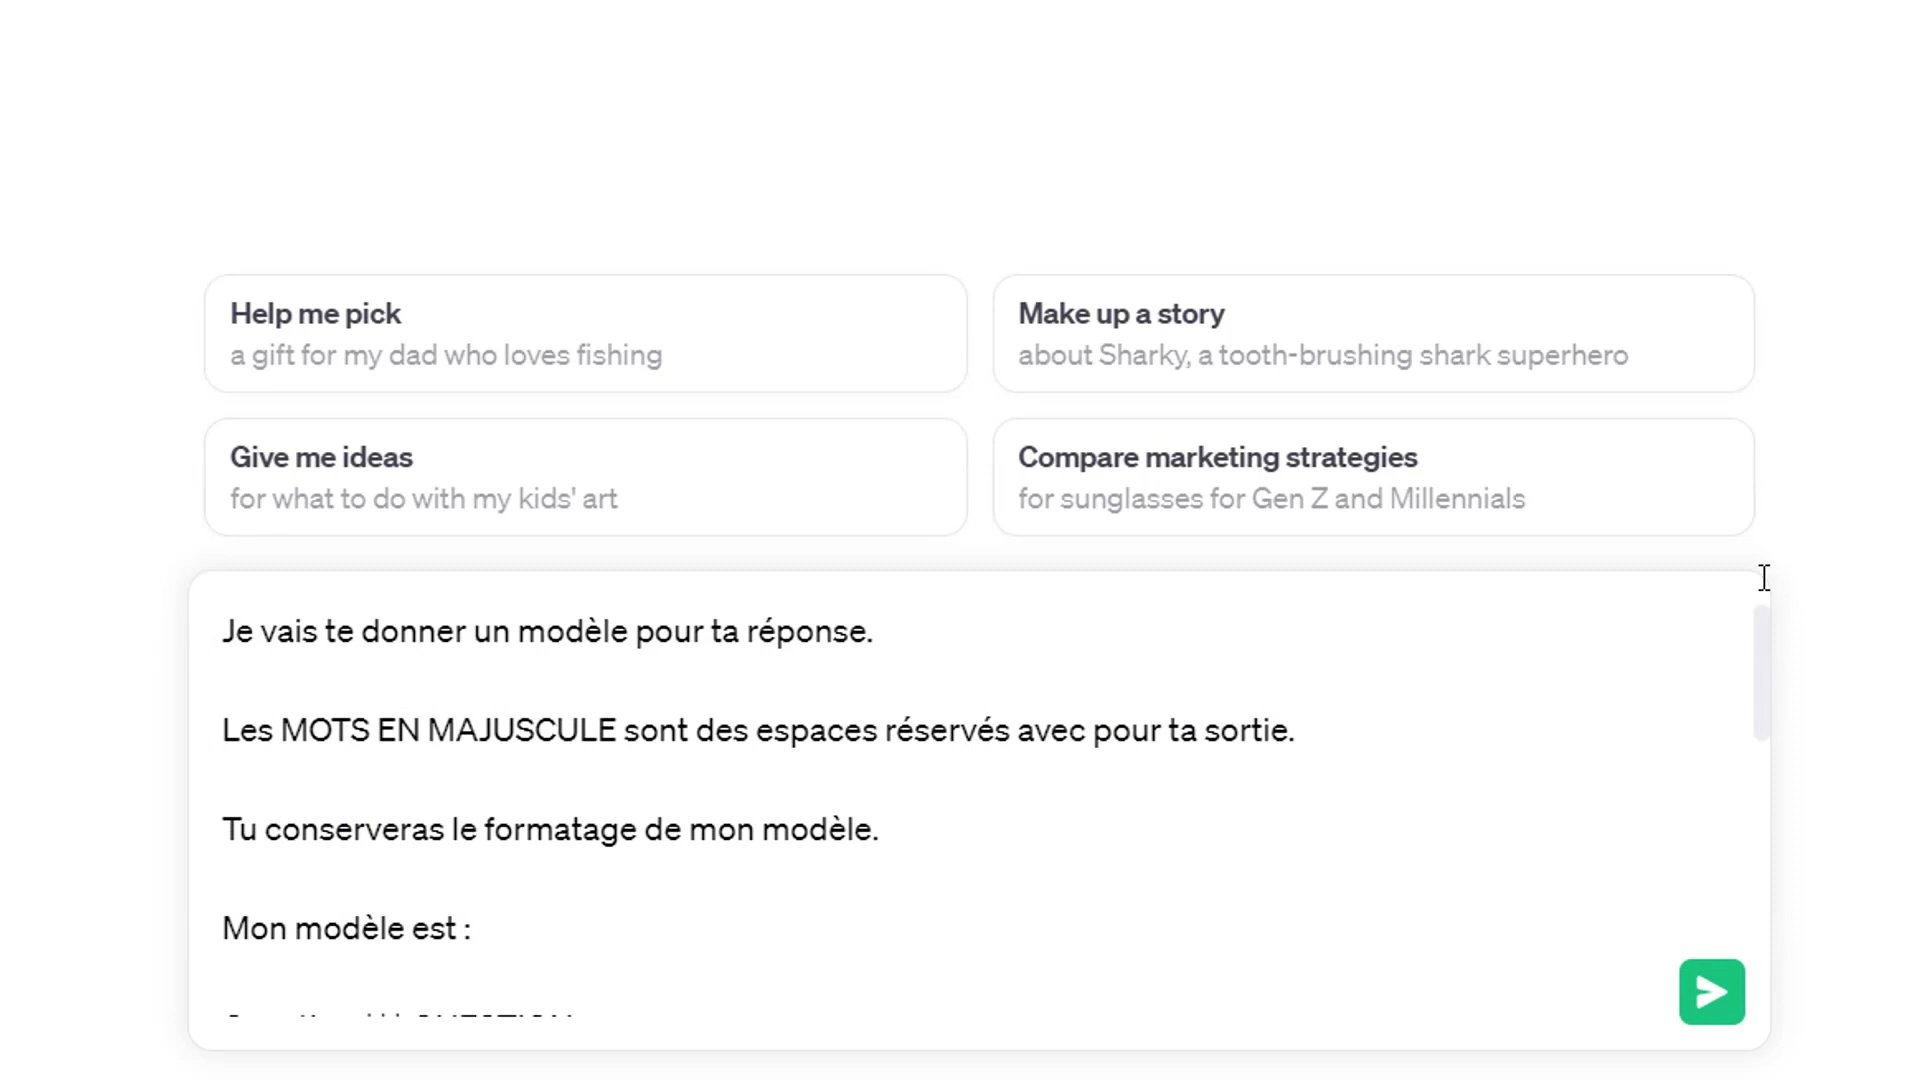 Help me pick
a gift for my dad who loves fishing
Make up a story
about Sharky, a tooth-brushing shark superhero
Give me ideas
for what to do with my kids' art
Compare marketing strategies
for sunglasses for Gen Z and Millennials
Je vais te donner un modèle pour ta réponse.
Les MOTS EN MAJUSCULE sont des espaces réservés avec pour ta sortie.
Tu conserveras le formatage de mon modèle.
Mon modèle est :